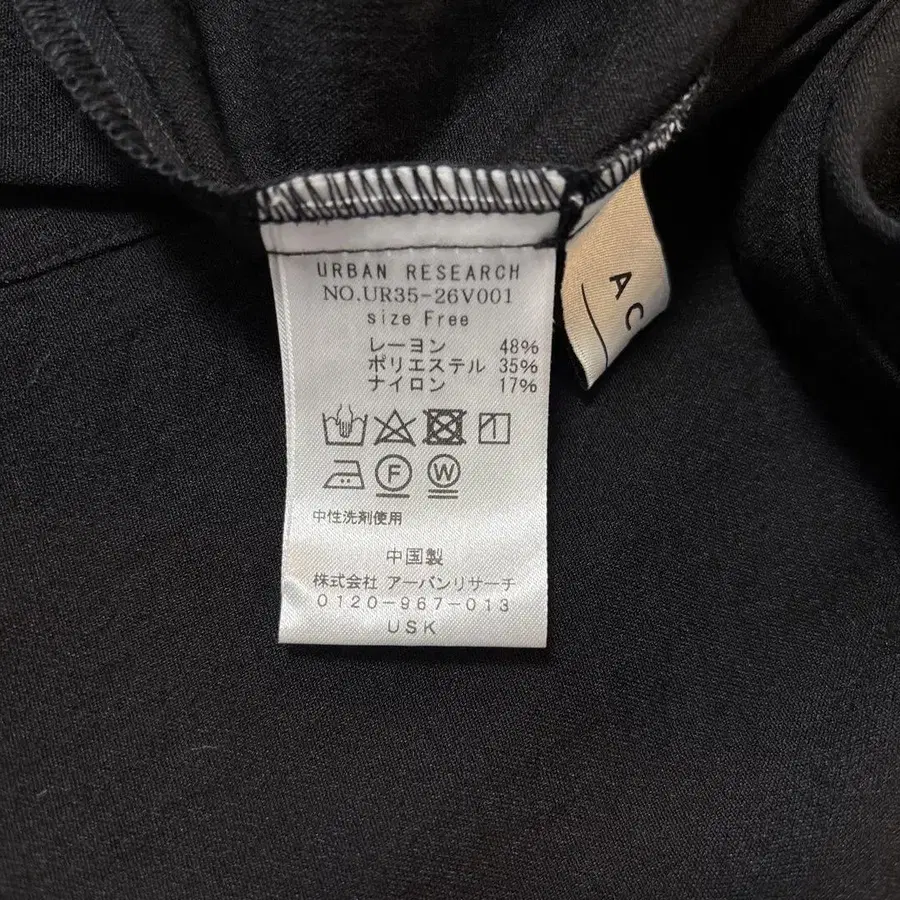 URBAN RESEARCH
NO.UR35-26V001
size Free
レーヨン 48%
ポリエステル 35%
ナイロン 17%
F W
中性洗剤使用
中国製
株式会社 アーバンリサーチ
0120-967-013
USK
AC